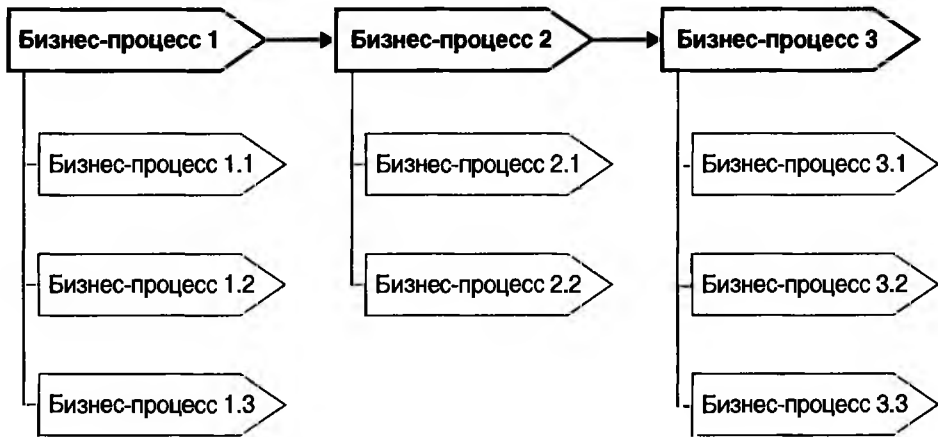 Бизнес-процесс 1
Бизнес-процесс 2
Бизнес-процесс 3
Бизнес-процесс 1.1
Бизнес-процесс 2.1
Бизнес-процесс 3.1
Бизнес-процесс 1.2
Бизнес-процесс 2.2
Бизнес-процесс 3.2
Бизнес-процесс 1.3
Бизнес-процесс 3.3